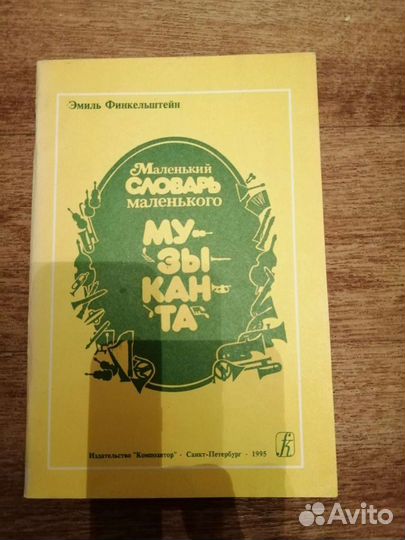 Эмиль Финкельштейн
Маленький
СЛОВАРЬ
маленького
МУ-
ЗЫ
КАН-
ТА
Издательство "Композитор" · Санкт-Петербург · 1995
Avito